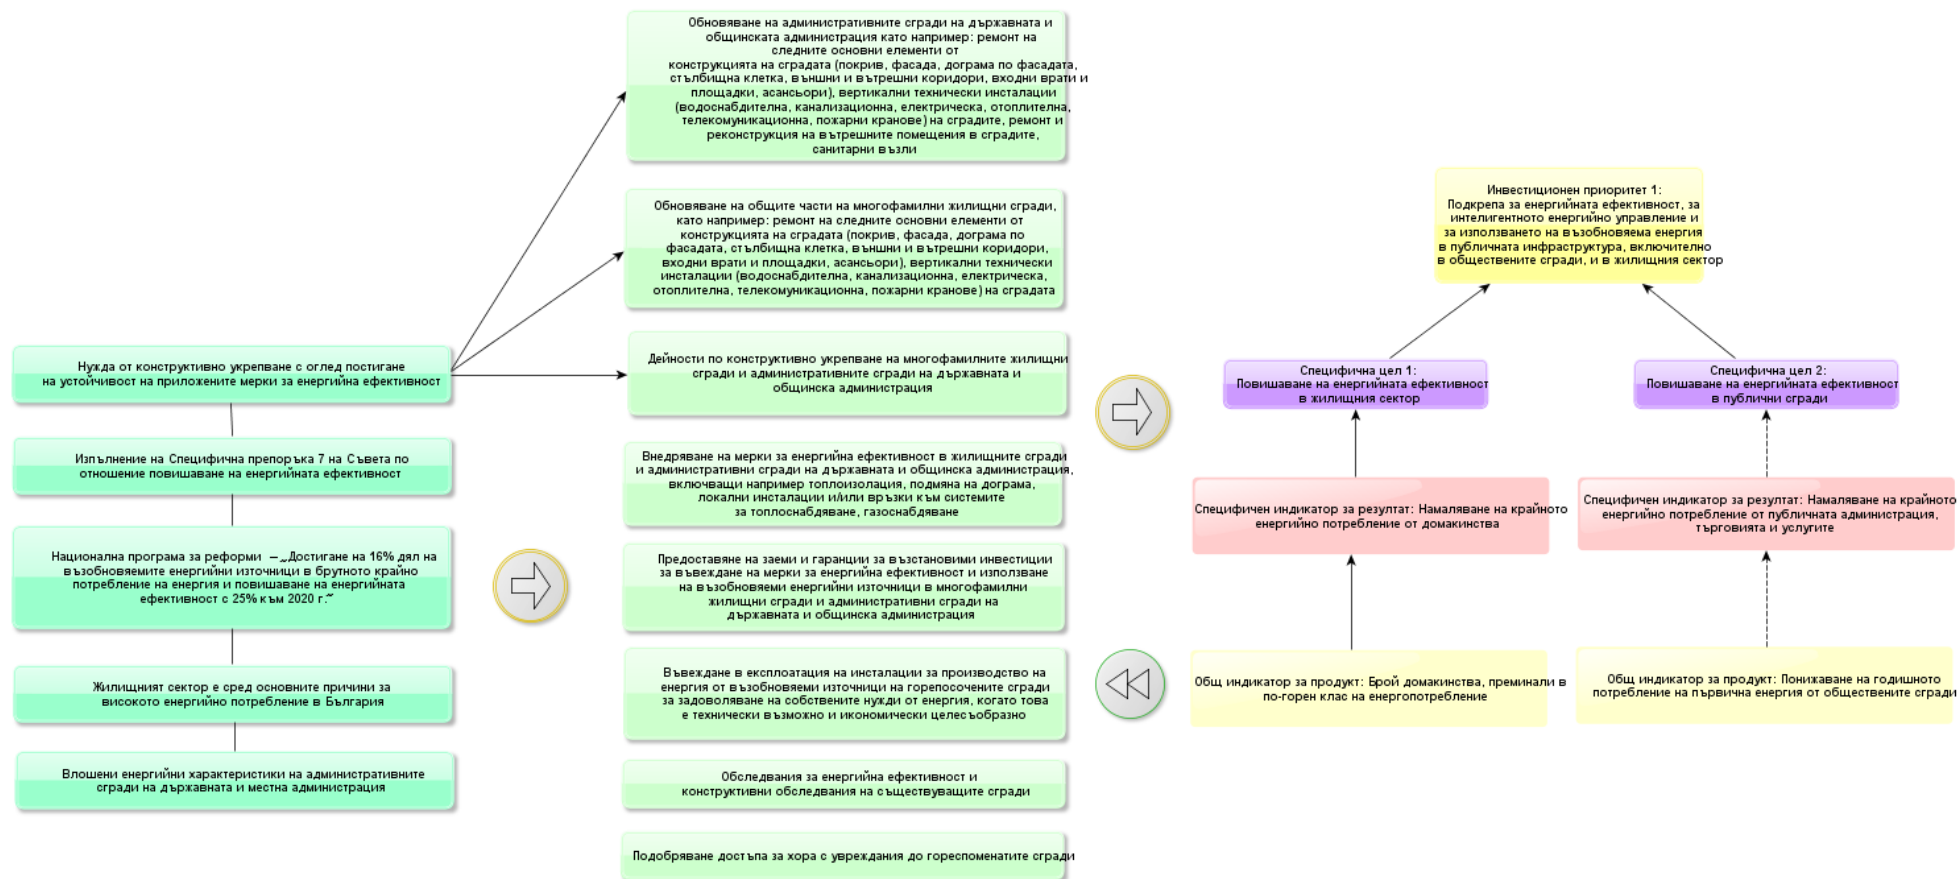 Нужда от конструктивно укрепване с оглед постигане
на устойчивост на приложените мерки за енергийна ефективност
Изпълнение на Специфична препоръка 7 на Съвета по
отношение повишаване на енергийната ефективност
Национална програма за реформи – „Достигане на 16% дял на
възобновяемите енергийни източници в брутното крайно
потребление на енергия и повишаване на енергийната
ефективност с 25% към 2020 г.“
Жилищният сектор е сред основните причини за
високото енергийно потребление в България
Влошени енергийни характеристики на административните
сгради на държавната и местна администрация
Обновяване на административните сгради на държавната и
общинската администрация като например: ремонт на
следните основни елементи от
конструкцията на сградата (покрив, фасада, дограма по фасадата,
стълбищна клетка, външни и вътрешни коридори, входни врати и
площадки, асансьори), вертикални технически инсталации
(водоснабдителна, канализационна, електрическа, отоплителна,
телекомуникационна, пожарни кранове) на сградите, ремонт и
реконструкция на вътрешните помещения в сградите,
санитарни възли
Обновяване на общите части на многофамилни жилищни сгради,
като например: ремонт на следните основни елементи от
конструкцията на сградата (покрив, фасада, дограма по
фасадата, стълбищна клетка, външни и вътрешни коридори,
входни врати и площадки, асансьори), вертикални технически
инсталации (водоснабдителна, канализационна, електрическа,
отоплителна, телекомуникационна, пожарни кранове) на сградата
Дейности по конструктивно укрепване на многофамилните жилищни
сгради и административните сгради на държавната и
общинска администрация
Внедряване на мерки за енергийна ефективност в жилищните сгради
и административни сгради на държавната и общинска администрация,
включващи например топлоизолация, подмяна на дограма,
локални инсталации и/или връзки към системите
за топлоснабдяване, газоснабдяване
Предоставяне на заеми и гаранции за възстановими инвестиции
за въвеждане на мерки за енергийна ефективност и използване
на възобновяеми енергийни източници в многофамилни
жилищни сгради и административни сгради на
държавната и общинска администрация
Въвеждане в експлоатация на инсталации за производство на
енергия от възобновяеми източници на горепосочените сгради
за задоволяване на собствените нужди от енергия, когато това
е технически възможно и икономически целесъобразно
Обследвания за енергийна ефективност и
конструктивни обследвания на съществуващите сгради
Подобряване достъпа за хора с увреждания до гореспоменатите сгради
Инвестиционен приоритет 1:
Подкрепа за енергийната ефективност, за
интелигентното енергийно управление и
за използването на възобновяема енергия
в публичната инфраструктура, включително
в обществените сгради, и в жилищния сектор
Специфична цел 1:
Повишаване на енергийната ефективност
в жилищния сектор
Специфична цел 2:
Повишаване на енергийната ефективност
в публични сгради
Специфичен индикатор за резултат: Намаляване на крайното
енергийно потребление от домакинства
Специфичен индикатор за резултат: Намаляване на крайното
енергийно потребление от публичната администрация,
търговията и услугите
Общ индикатор за продукт: Брой домакинства, преминали в
по-горен клас на енергопотребление
Общ индикатор за продукт: Понижаване на годишното
потребление на първична енергия от обществените сгради